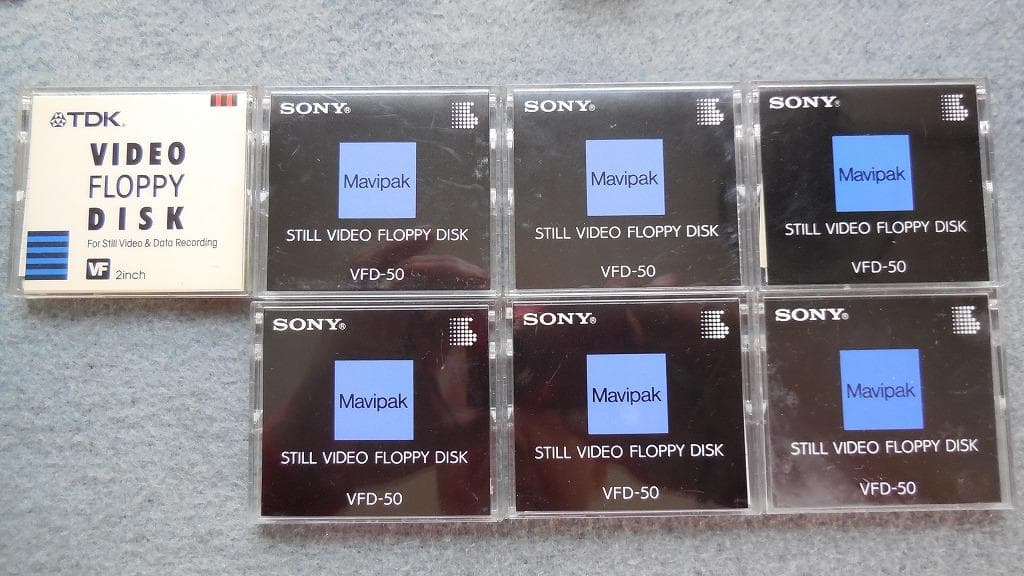 TDK
VIDEO
FLOPPY
DISK
For Still Video & Data Recording
VF 2inch
SONY®
Mavipak
STILL VIDEO FLOPPY DISK
VFD-50
SONY®
Mavipak
STILL VIDEO FLOPPY DISK
VFD-50
SONY®
Mavipak
STILL VIDEO FLOPPY DISK
VFD-50
SONY®
Mavipak
STILL VIDEO FLOPPY DISK
VFD-50
SONY®
Mavipak
STILL VIDEO FLOPPY DISK
VFD-50
SONY®
Mavipak
STILL VIDEO FLOPPY DISK
VFD-50